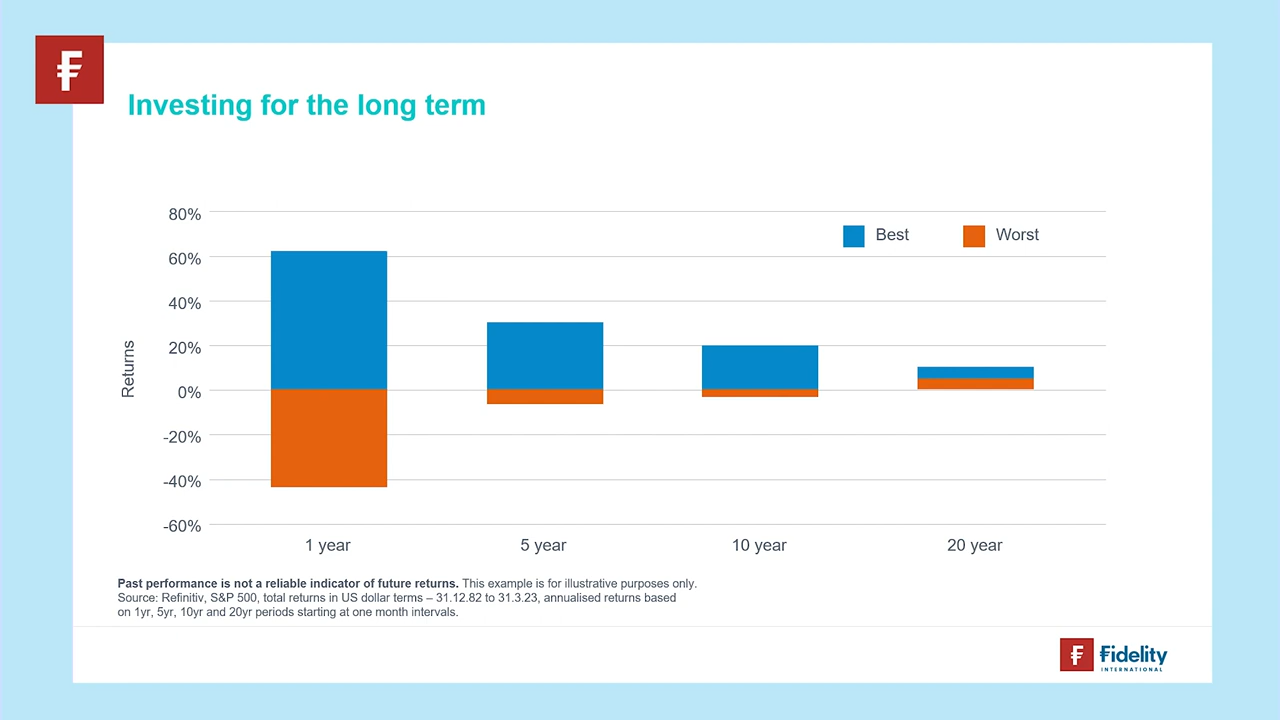 Investing for the long term
80%
60%
40%
20%
0%
-20%
-40%
-60%
Returns
Best
Worst
1 year
5 year
10 year
20 year
Past performance is not a reliable indicator of future returns. This example is for illustrative purposes only.
Source: Refinitiv, S&P 500, total returns in US dollar terms – 31.12.82 to 31.3.23, annualised returns based
on 1yr, 5yr, 10yr and 20yr periods starting at one month intervals.
Fidelity
INTERNATIONAL